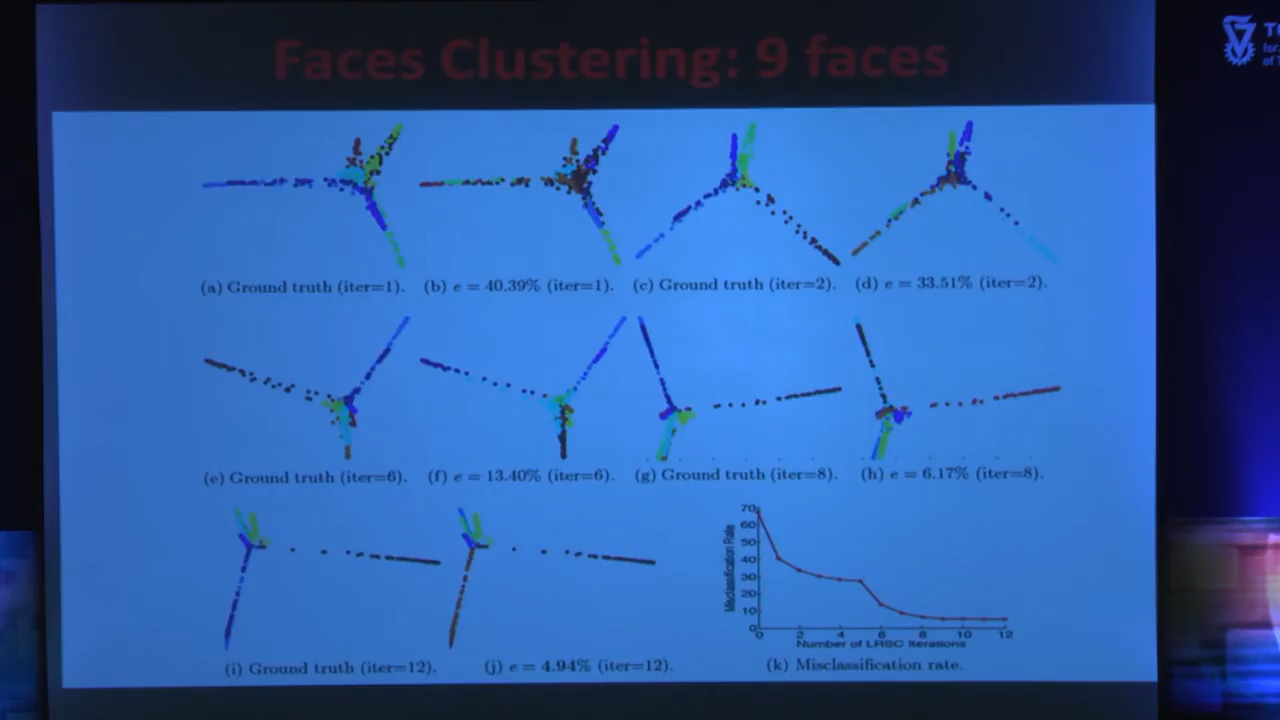 Faces Clustering: 9 faces
(a) Ground truth (iter=1). (b) e = 40.39% (iter=1). (c) Ground truth (iter=2). (d) e = 33.51% (iter=2).
(e) Ground truth (iter=6). (f) e = 13.40% (iter=6). (g) Ground truth (iter=8). (h) e = 6.17% (iter=8).
70
60
50
40
30
20
10
0
Misclassification Rate
0 2 4 6 8 10 12
Number of LRSC Iterations
(i) Ground truth (iter=12). (j) e = 4.94% (iter=12). (k) Misclassification rate.
of